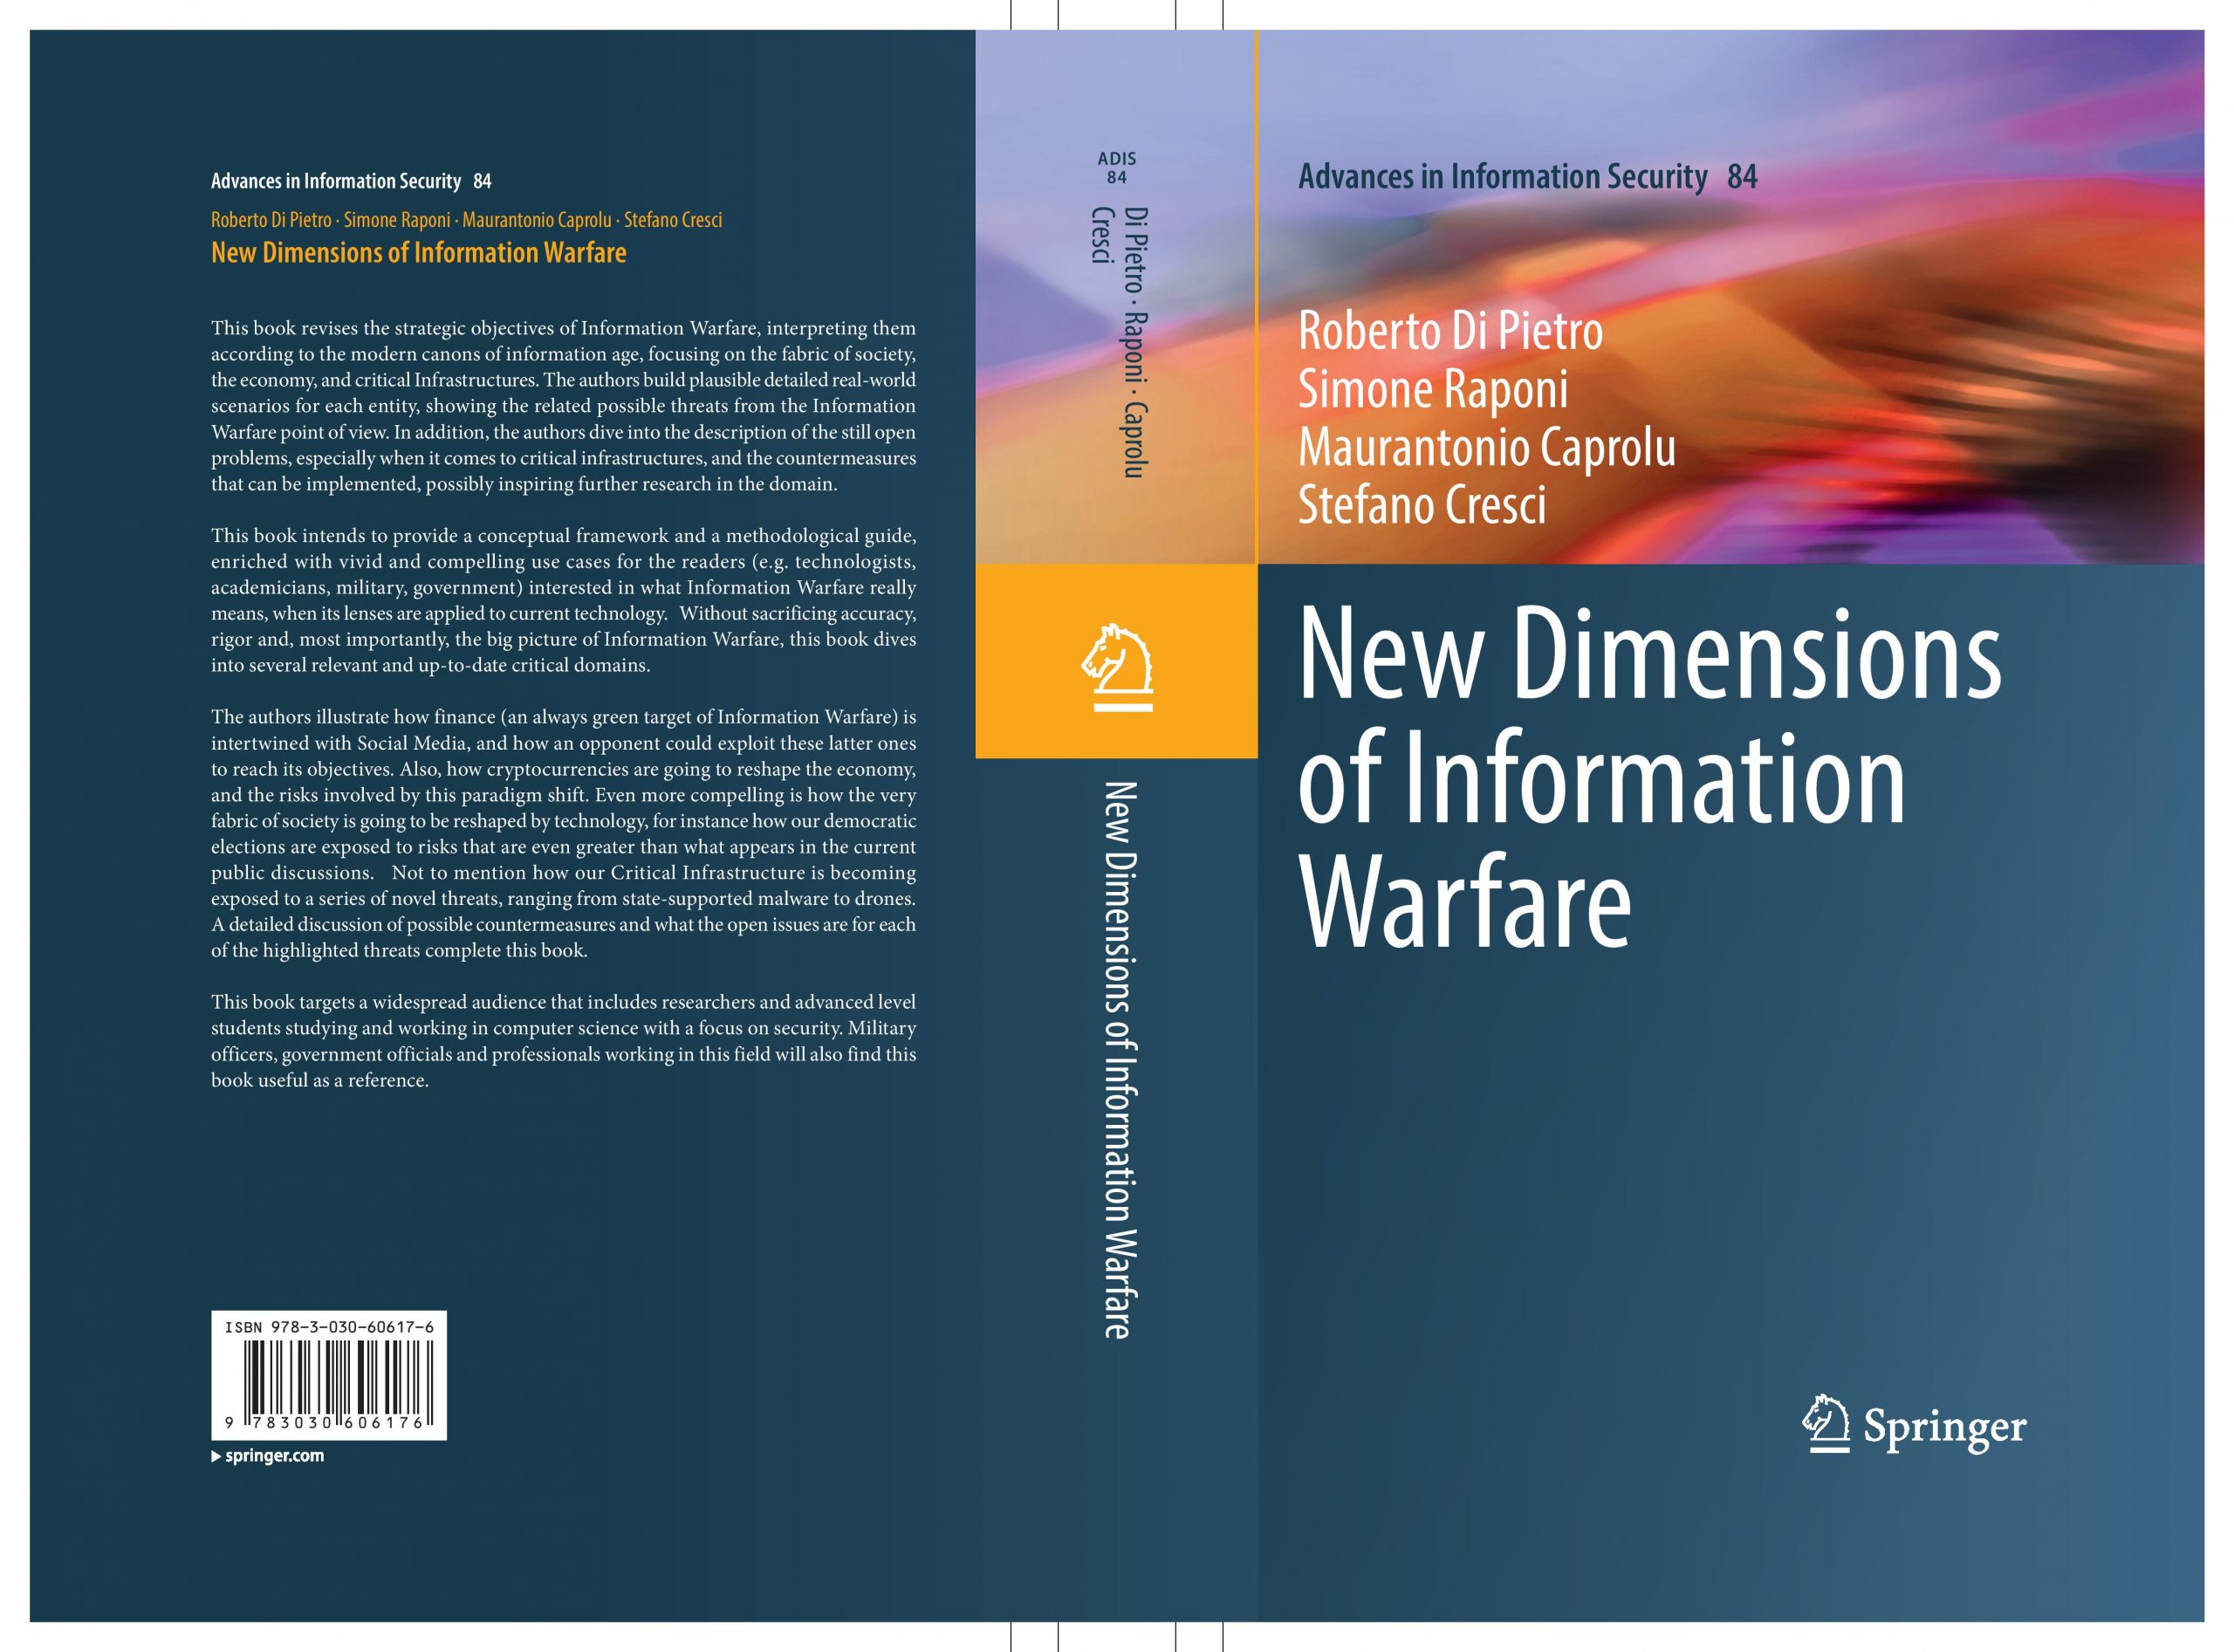 Advances in Information Security 84
Roberto Di Pietro · Simone Raponi · Maurantonio Caprolu · Stefano Cresci
New Dimensions of Information Warfare
This book revises the strategic objectives of Information Warfare, interpreting them
according to the modern canons of information age, focusing on the fabric of society,
the economy, and critical Infrastructures. The authors build plausible detailed real-world
scenarios for each entity, showing the related possible threats from the Information
Warfare point of view. In addition, the authors dive into the description of the still open
problems, especially when it comes to critical infrastructures, and the countermeasures
that can be implemented, possibly inspiring further research in the domain.
This book intends to provide a conceptual framework and a methodological guide,
enriched with vivid and compelling use cases for the readers (e.g. technologists,
academicians, military, government) interested in what Information Warfare really
means, when its lenses are applied to current technology. Without sacrificing accuracy,
rigor and, most importantly, the big picture of Information Warfare, this book dives
into several relevant and up-to-date critical domains.
The authors illustrate how finance (an always green target of Information Warfare) is
intertwined with Social Media, and how an opponent could exploit these latter ones
to reach its objectives. Also, how cryptocurrencies are going to reshape the economy,
and the risks involved by this paradigm shift. Even more compelling is how the very
fabric of society is going to be reshaped by technology, for instance how our democratic
elections are exposed to risks that are even greater than what appears in the current
public discussions. Not to mention how our Critical Infrastructure is becoming
exposed to a series of novel threats, ranging from state-supported malware to drones.
A detailed discussion of possible countermeasures and what the open issues are for each
of the highlighted threats complete this book.
This book targets a widespread audience that includes researchers and advanced level
students studying and working in computer science with a focus on security. Military
officers, government officials and professionals working in this field will also find this
book useful as a reference.
ISBN 978-3-030-60617-6
9 783030 606176
▶ springer.com
ADIS
84
Di Pietro · Raponi · Caprolu
Cresci
New Dimensions of Information Warfare
Advances in Information Security 84
Roberto Di Pietro
Simone Raponi
Maurantonio Caprolu
Stefano Cresci
New Dimensions
of Information
Warfare
Springer